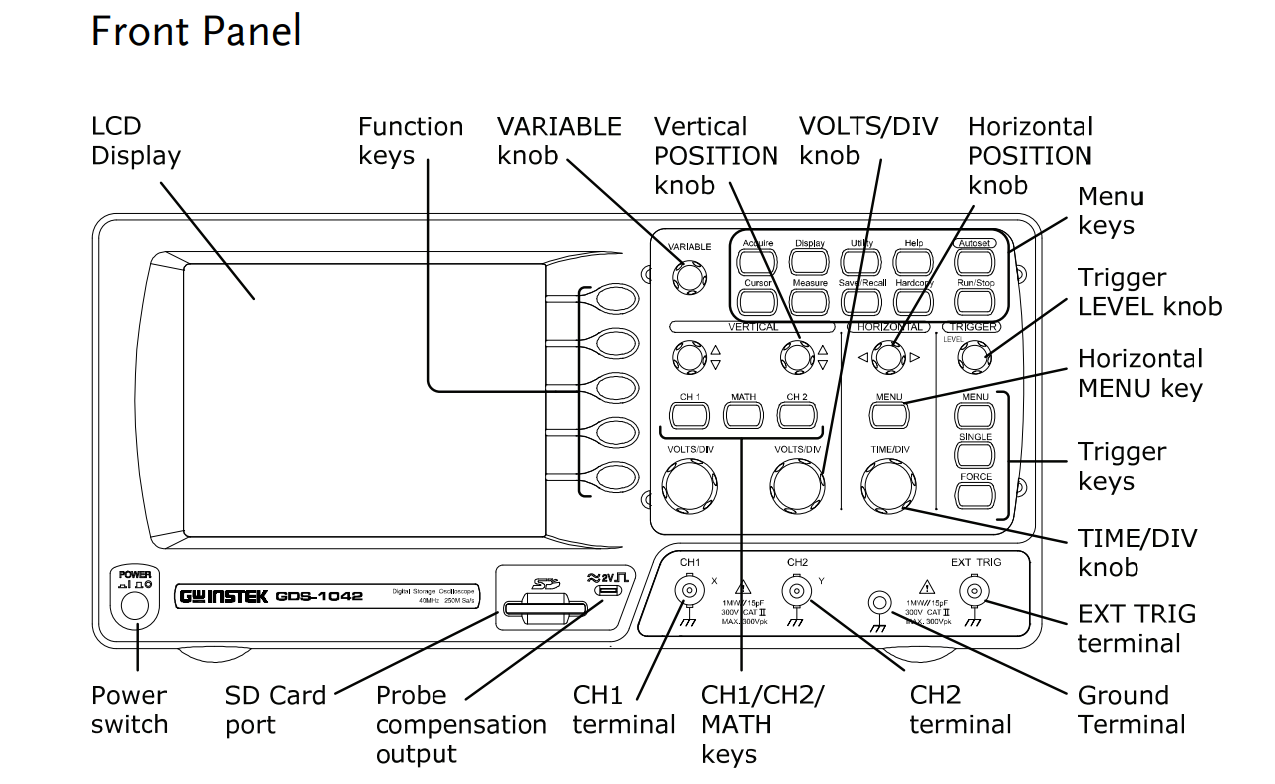 Front Panel
LCD
Display
Function
keys
VARIABLE
knob
Vertical
POSITION
knob
VOLTS/DIV
knob
Horizontal
POSITION
knob
Menu
keys
Trigger
LEVEL knob
Horizontal
MENU key
Trigger
keys
TIME/DIV
knob
EXT TRIG
terminal
VARIABLE
Acquire Display Utility Help Autoset
Cursor Measure Save/Recall Hardcopy Run/Stop
VERTICAL HORIZONTAL TRIGGER
LEVEL
CH 1 MATH CH 2 MENU MENU
SINGLE
VOLTS/DIV VOLTS/DIV TIME/DIV
FORCE
POWER
GWINSTEK GDS-1042 Digital Storage Oscilloscope
40MHz 250M Sa/s
SD
≈2V
CH1 CH2 EXT TRIG
X Y
1MW//15pF
300V CAT II
MAX. 300Vpk
1MW//15pF
300V CAT II
MAX. 300Vpk
Power
switch
SD Card
port
Probe
compensation
output
CH1
terminal
CH1/CH2/
MATH
keys
CH2
terminal
Ground
Terminal